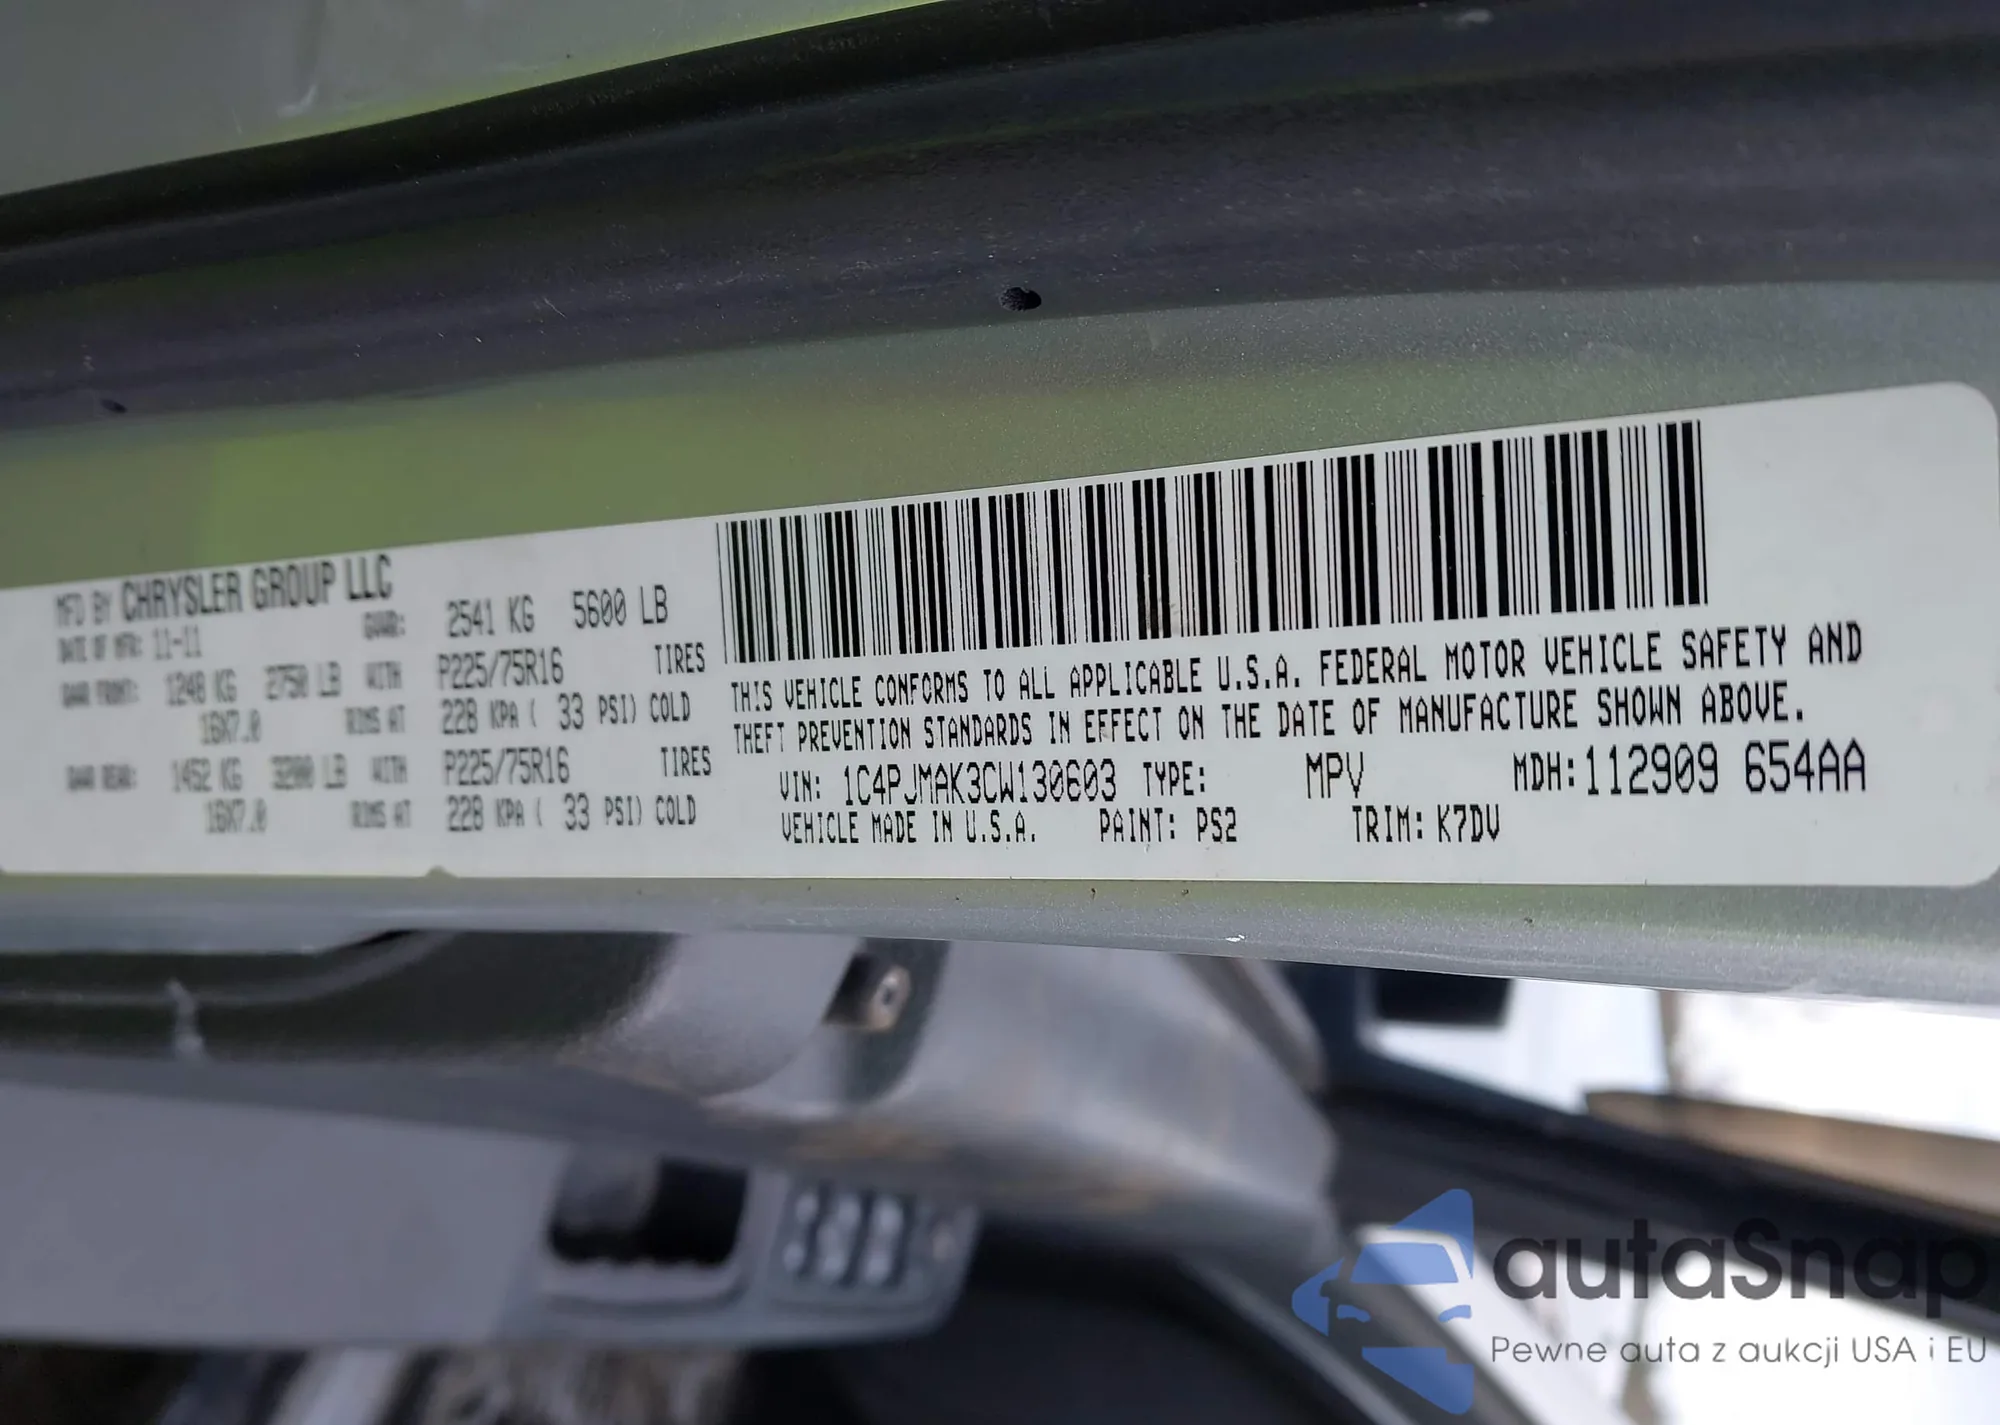 MFD BY CHRYSLER GROUP LLC
DATE OF MFR: 11-11 GVWR: 2541 KG 5600 LB
GAWR FRONT: 1248 KG 2750 LB WITH P225/75R16 TIRES
16X7.0 RIMS AT 228 KPA ( 33 PSI) COLD
GAWR REAR: 1452 KG 3200 LB WITH P225/75R16 TIRES
16X7.0 RIMS AT 228 KPA ( 33 PSI) COLD
THIS VEHICLE CONFORMS TO ALL APPLICABLE U.S.A. FEDERAL MOTOR VEHICLE SAFETY AND
THEFT PREVENTION STANDARDS IN EFFECT ON THE DATE OF MANUFACTURE SHOWN ABOVE.
VIN: 1C4PJMAK3CW130603 TYPE: MPV MDH:112909 654AA
VEHICLE MADE IN U.S.A. PAINT: PS2 TRIM: K7DV
autaSnap
Pewne auta z aukcji USA i EU